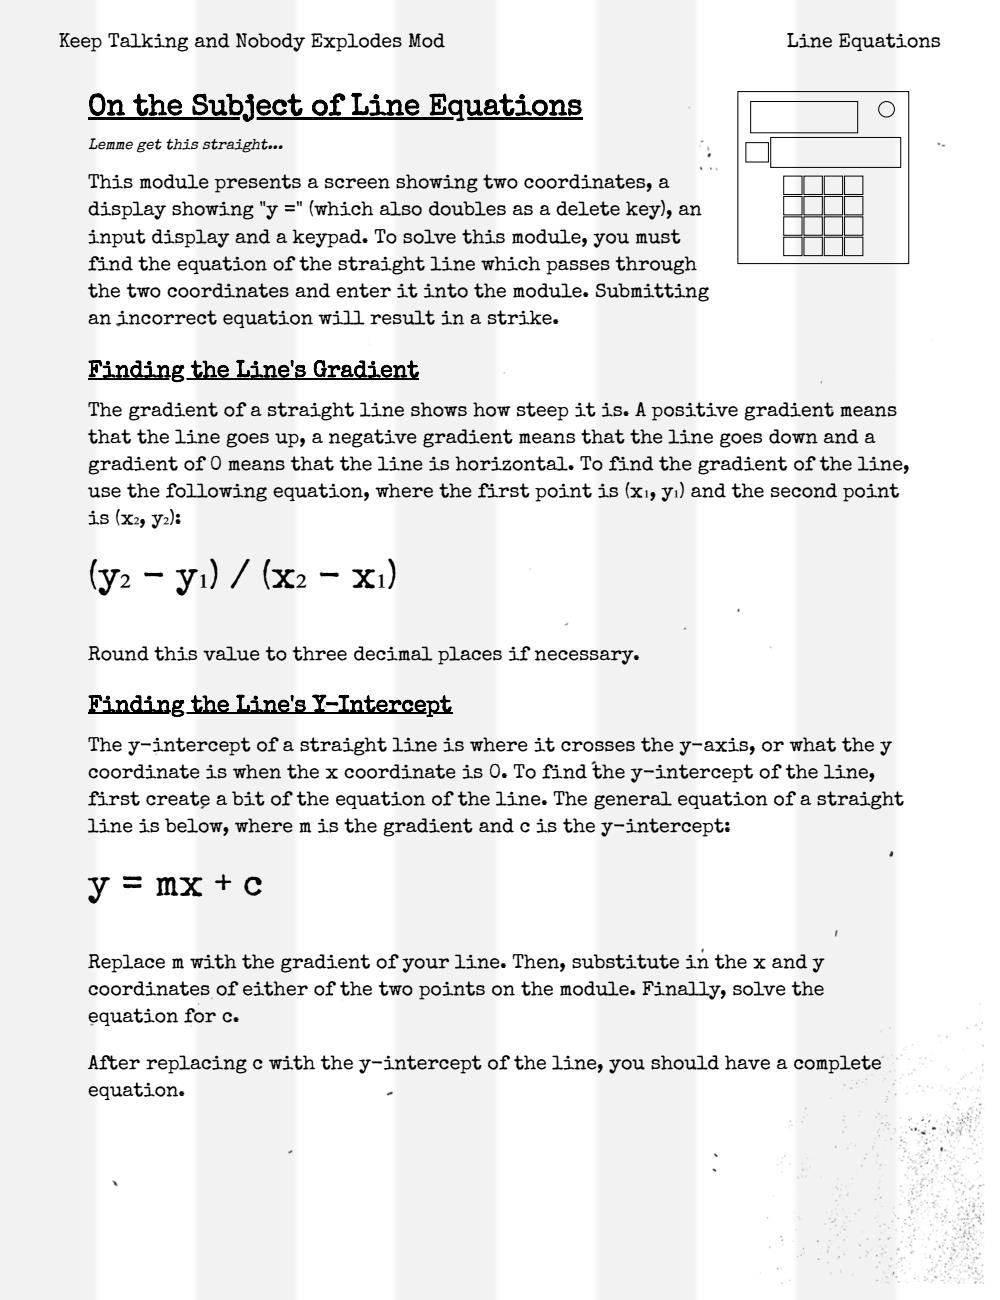 Keep Talking and Nobody Explodes Mod
Line Equations
On the Subject of Line Equations
Lemme get this straight...
This module presents a screen showing two coordinates, a
display showing "y =" (which also doubles as a delete key), an
input display and a keypad. To solve this module, you must
find the equation of the straight line which passes through
the two coordinates and enter it into the module. Submitting
an incorrect equation will result in a strike.
Finding the Line's Gradient
The gradient of a straight line shows how steep it is. A positive gradient means
that the line goes up, a negative gradient means that the line goes down and a
gradient of 0 means that the line is horizontal. To find the gradient of the line,
use the following equation, where the first point is (x₁, y₁) and the second point
is (x₂, y₂):
(y₂ − y₁) / (x₂ − x₁)
Round this value to three decimal places if necessary.
Finding the Line's Y-Intercept
The y-intercept of a straight line is where it crosses the y-axis, or what the y
coordinate is when the x coordinate is 0. To find the y-intercept of the line,
first create a bit of the equation of the line. The general equation of a straight
line is below, where m is the gradient and c is the y-intercept:
y = mx + c
Replace m with the gradient of your line. Then, substitute in the x and y
coordinates of either of the two points on the module. Finally, solve the
equation for c.
After replacing c with the y-intercept of the line, you should have a complete
equation.